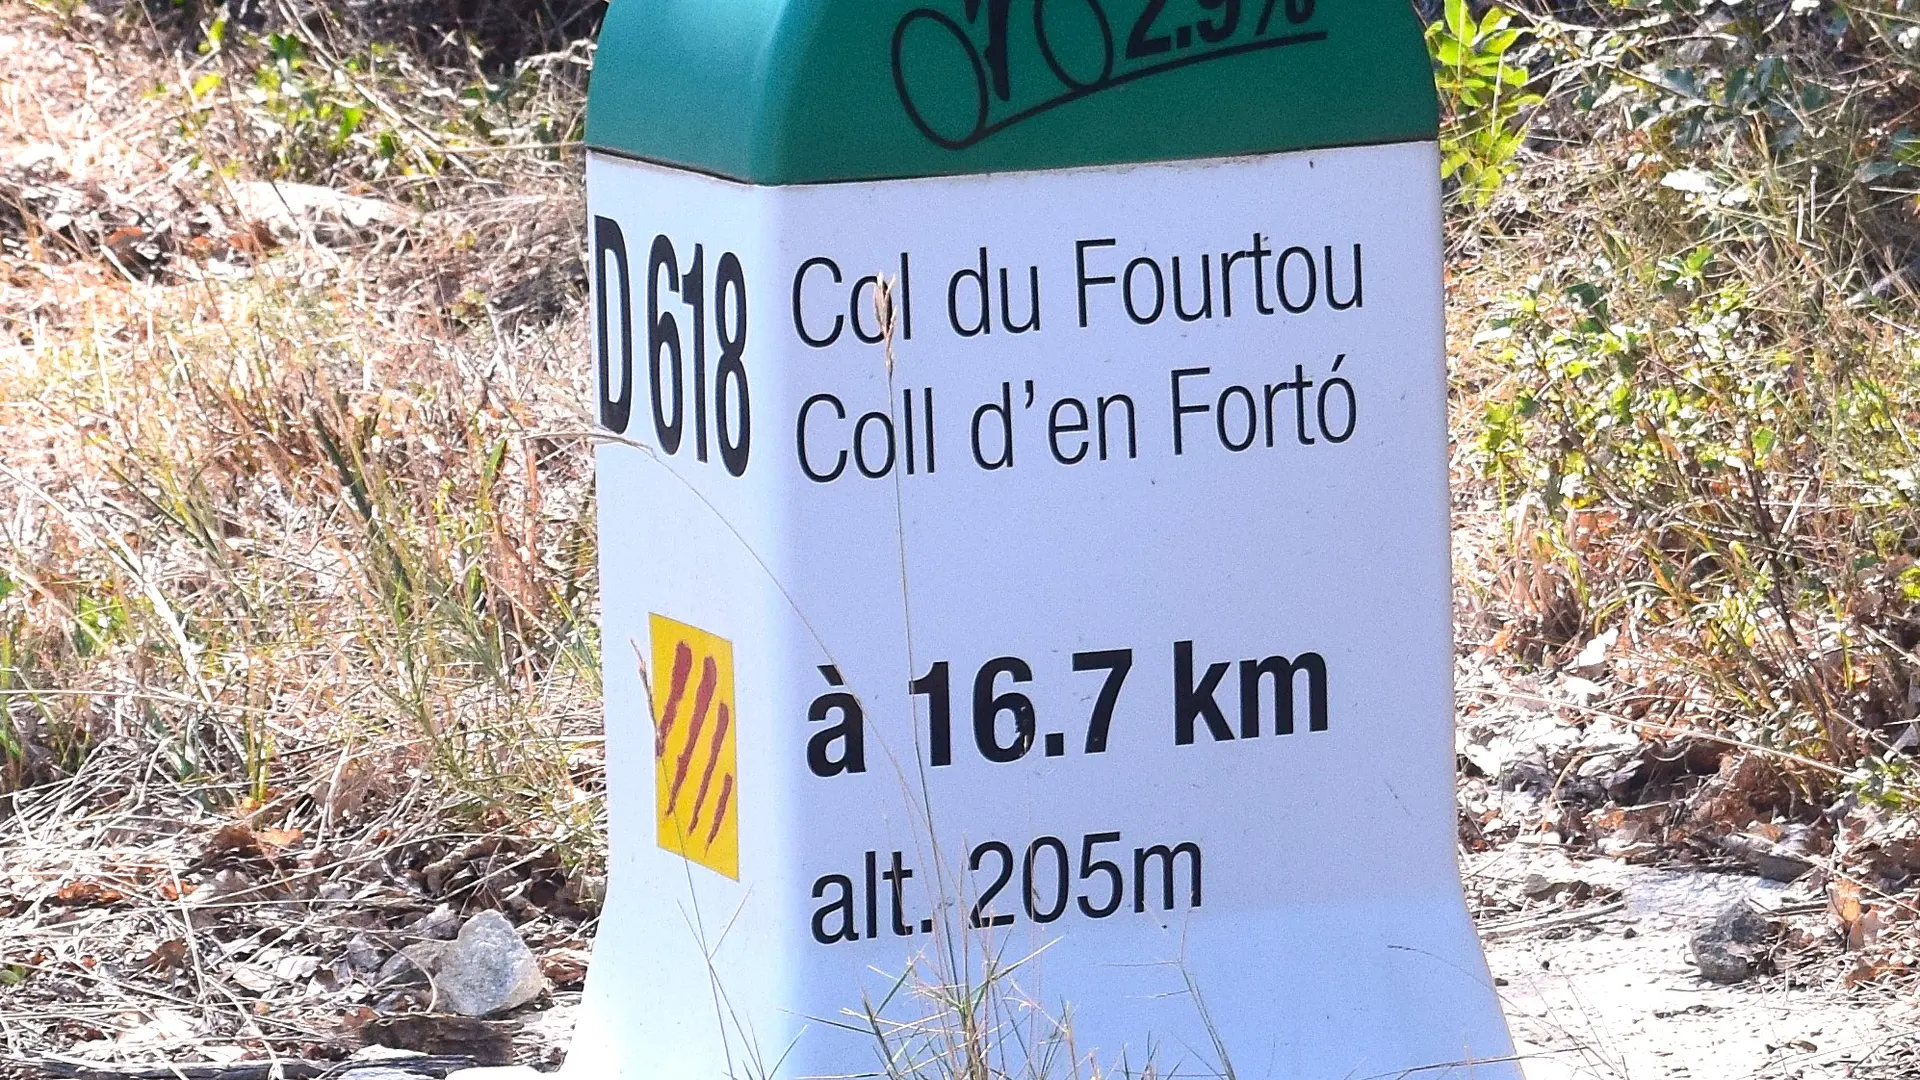 2.9%
D 618
Col du Fourtou
Coll d'en Fortó
à 16.7 km
alt. 205m